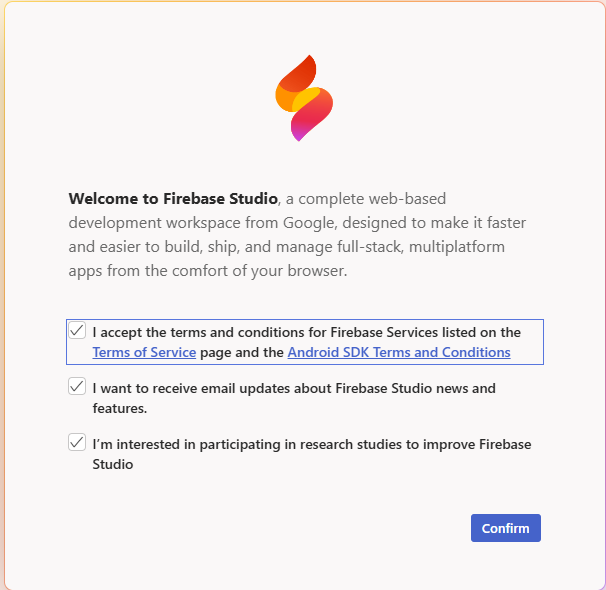 Welcome to Firebase Studio, a complete web-based
development workspace from Google, designed to make it faster
and easier to build, ship, and manage full-stack, multiplatform
apps from the comfort of your browser.
I accept the terms and conditions for Firebase Services listed on the
Terms of Service page and the Android SDK Terms and Conditions
I want to receive email updates about Firebase Studio news and
features.
I'm interested in participating in research studies to improve Firebase
Studio
Confirm